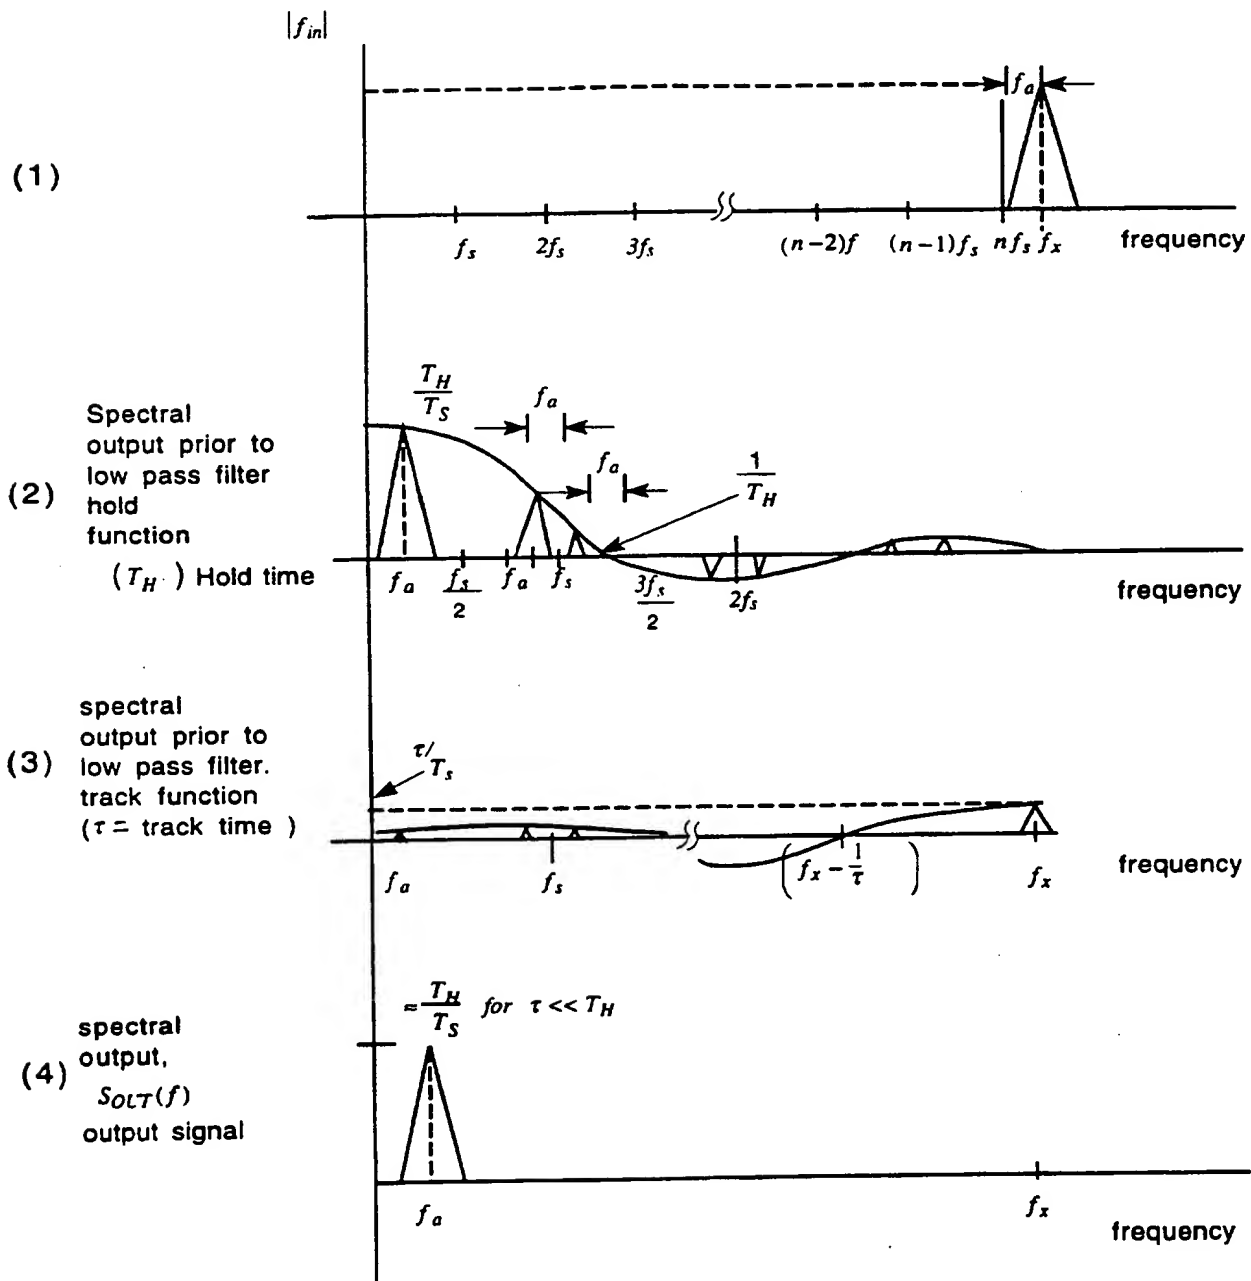 |f_in|
f_a
(1)
f_s 2f_s 3f_s (n-2)f (n-1)f_s nf_s f_x frequency
T_H
T_S
f_a
Spectral
output prior to
low pass filter
hold
function
(2)
f_a
1
T_H
(T_H) Hold time
f_a f_s/2 f_a f_s 3f_s/2 2f_s frequency
spectral
output prior to
(3) low pass filter.
track function
(τ = track time )
τ/T_s
f_a f_s (f_x - 1/τ) f_x frequency
≈ T_H/T_S for τ << T_H
spectral
output,
(4)
S_OLT(f)
output signal
f_a f_x
frequency